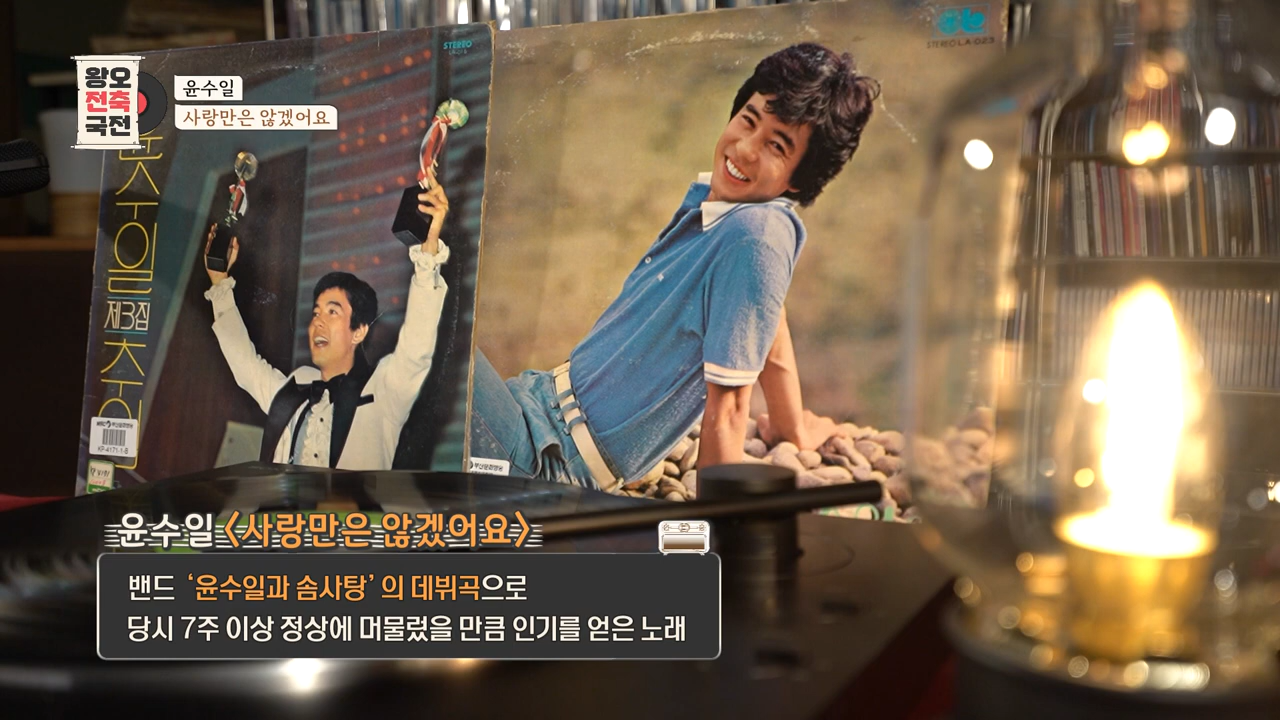 왕오
전축
국전
윤수일
사랑만은 않겠어요
STEREO
STEREO LA-023
윤수일
제3집
KP-4171-1-B
윤수일 <사랑만은 않겠어요>
밴드 ‘윤수일과 솜사탕’ 의 데뷔곡으로
당시 7주 이상 정상에 머물렀을 만큼 인기를 얻은 노래